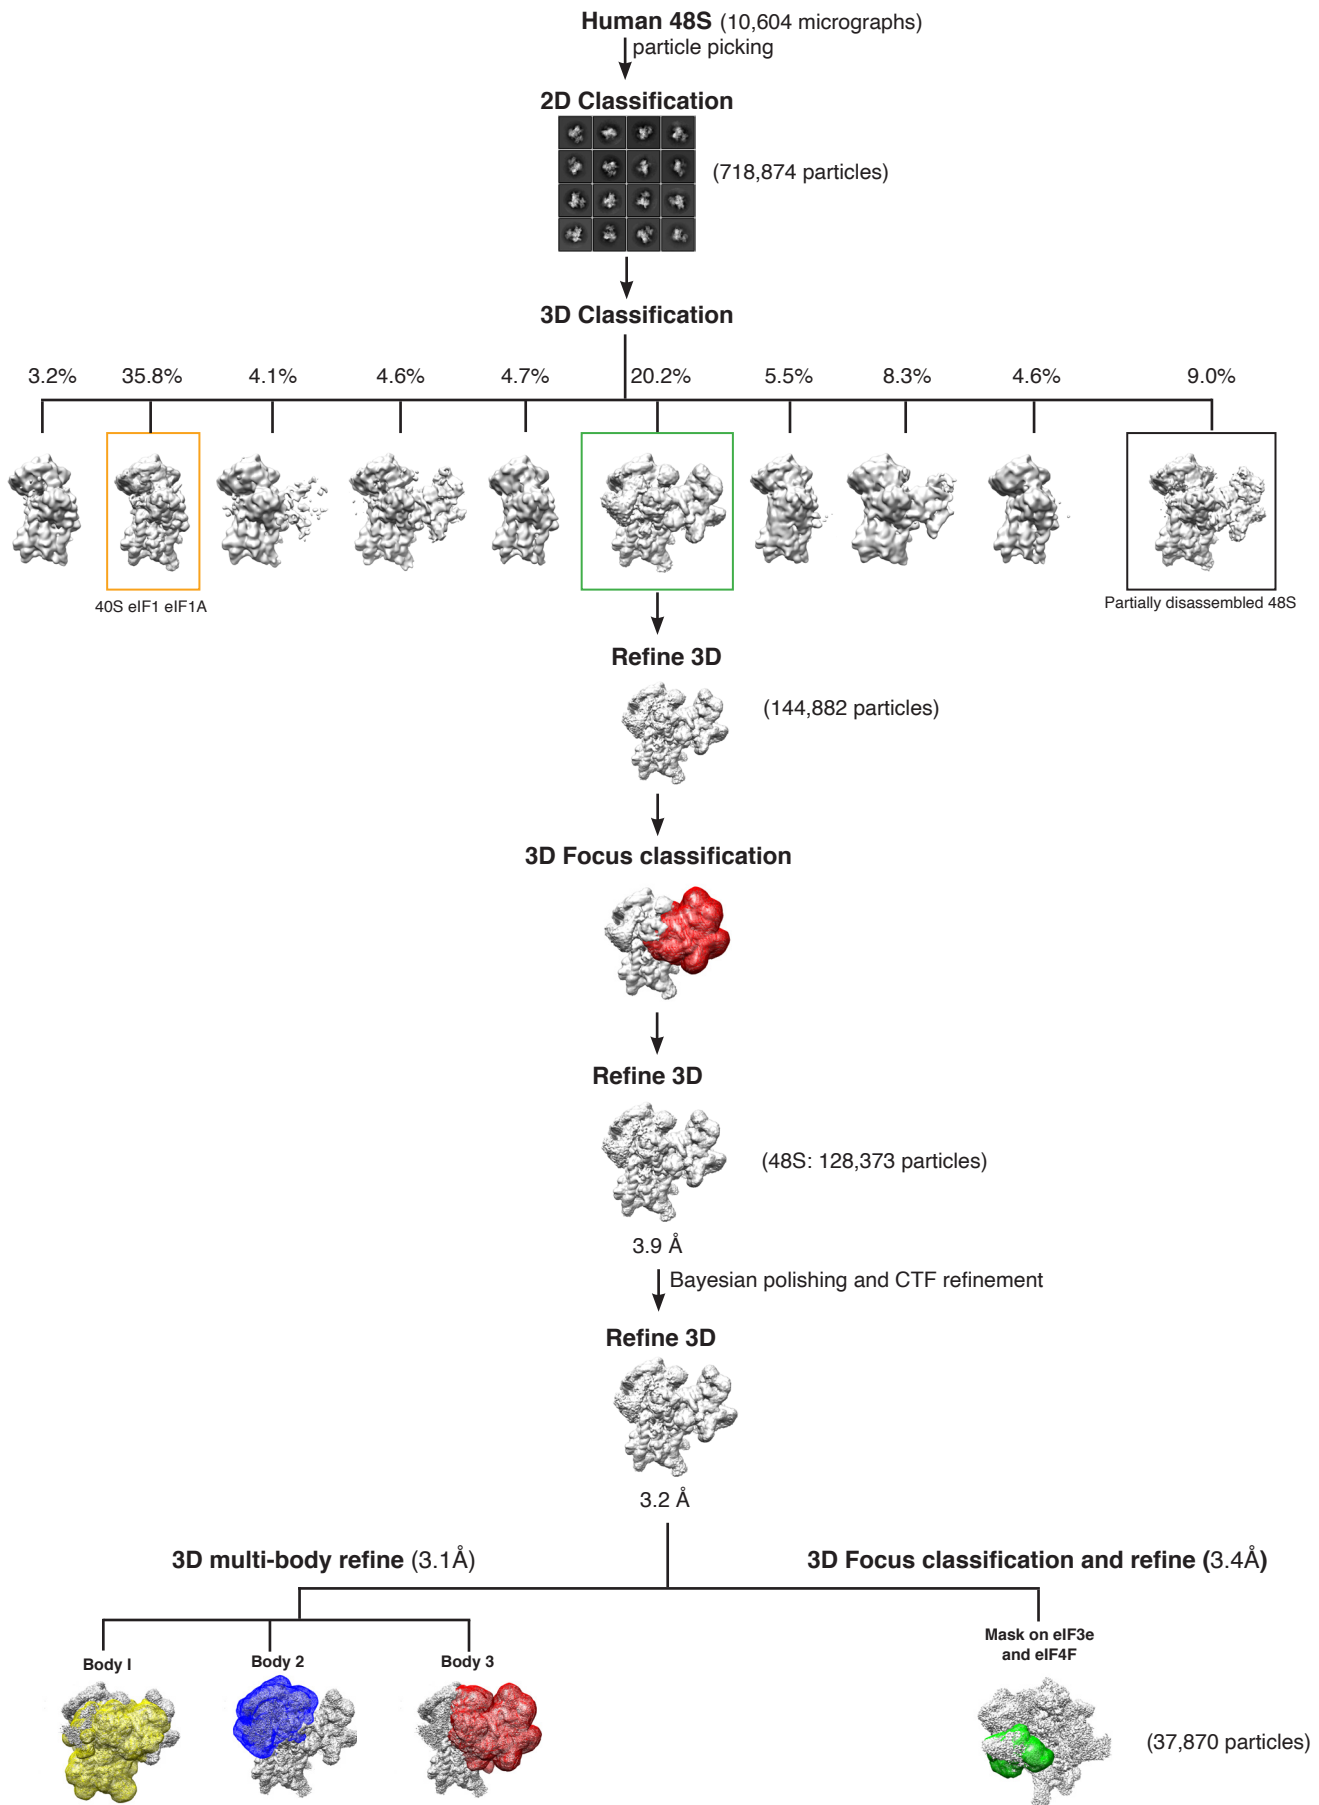 Human 48S (10,604 micrographs)
particle picking
2D Classification
(718,874 particles)
3D Classification
3.2% 35.8% 4.1% 4.6% 4.7% 20.2% 5.5% 8.3% 4.6% 9.0%
40S eIF1 eIF1A
Partially disassembled 48S
Refine 3D
(144,882 particles)
3D Focus classification
Refine 3D
(48S: 128,373 particles)
3.9 Å
Bayesian polishing and CTF refinement
Refine 3D
3.2 Å
3D multi-body refine (3.1Å)
3D Focus classification and refine (3.4Å)
Body I
Body 2
Body 3
Mask on eIF3e
and eIF4F
(37,870 particles)